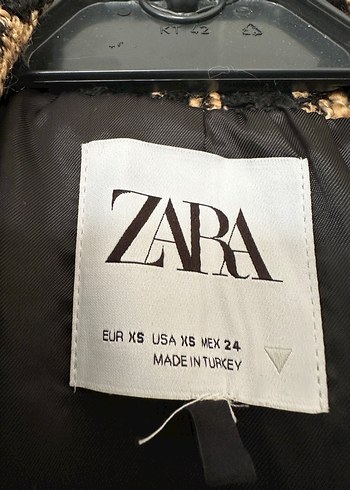 KT 42
ZARA
EUR XS USA XS MEX 24
MADE IN TURKEY